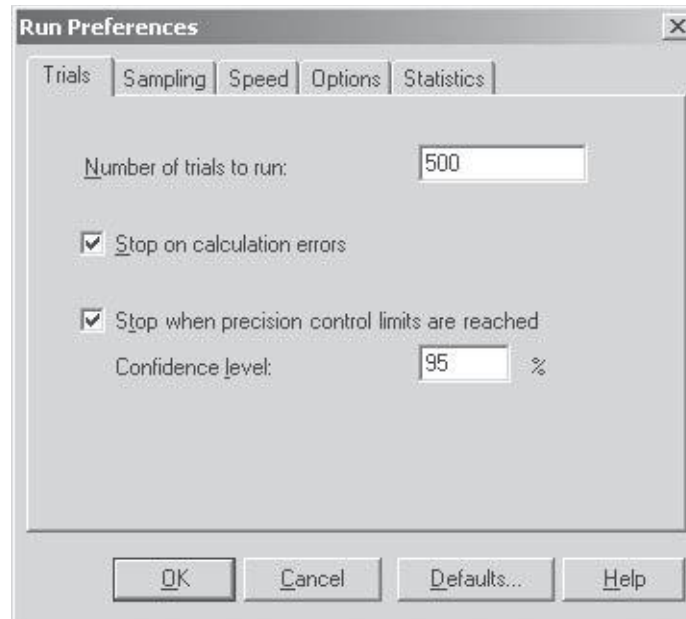 Run Preferences
Trials Sampling Speed Options Statistics
Number of trials to run: 500
Stop on calculation errors
Stop when precision control limits are reached
Confidence level: 95 %
OK Cancel Defaults... Help